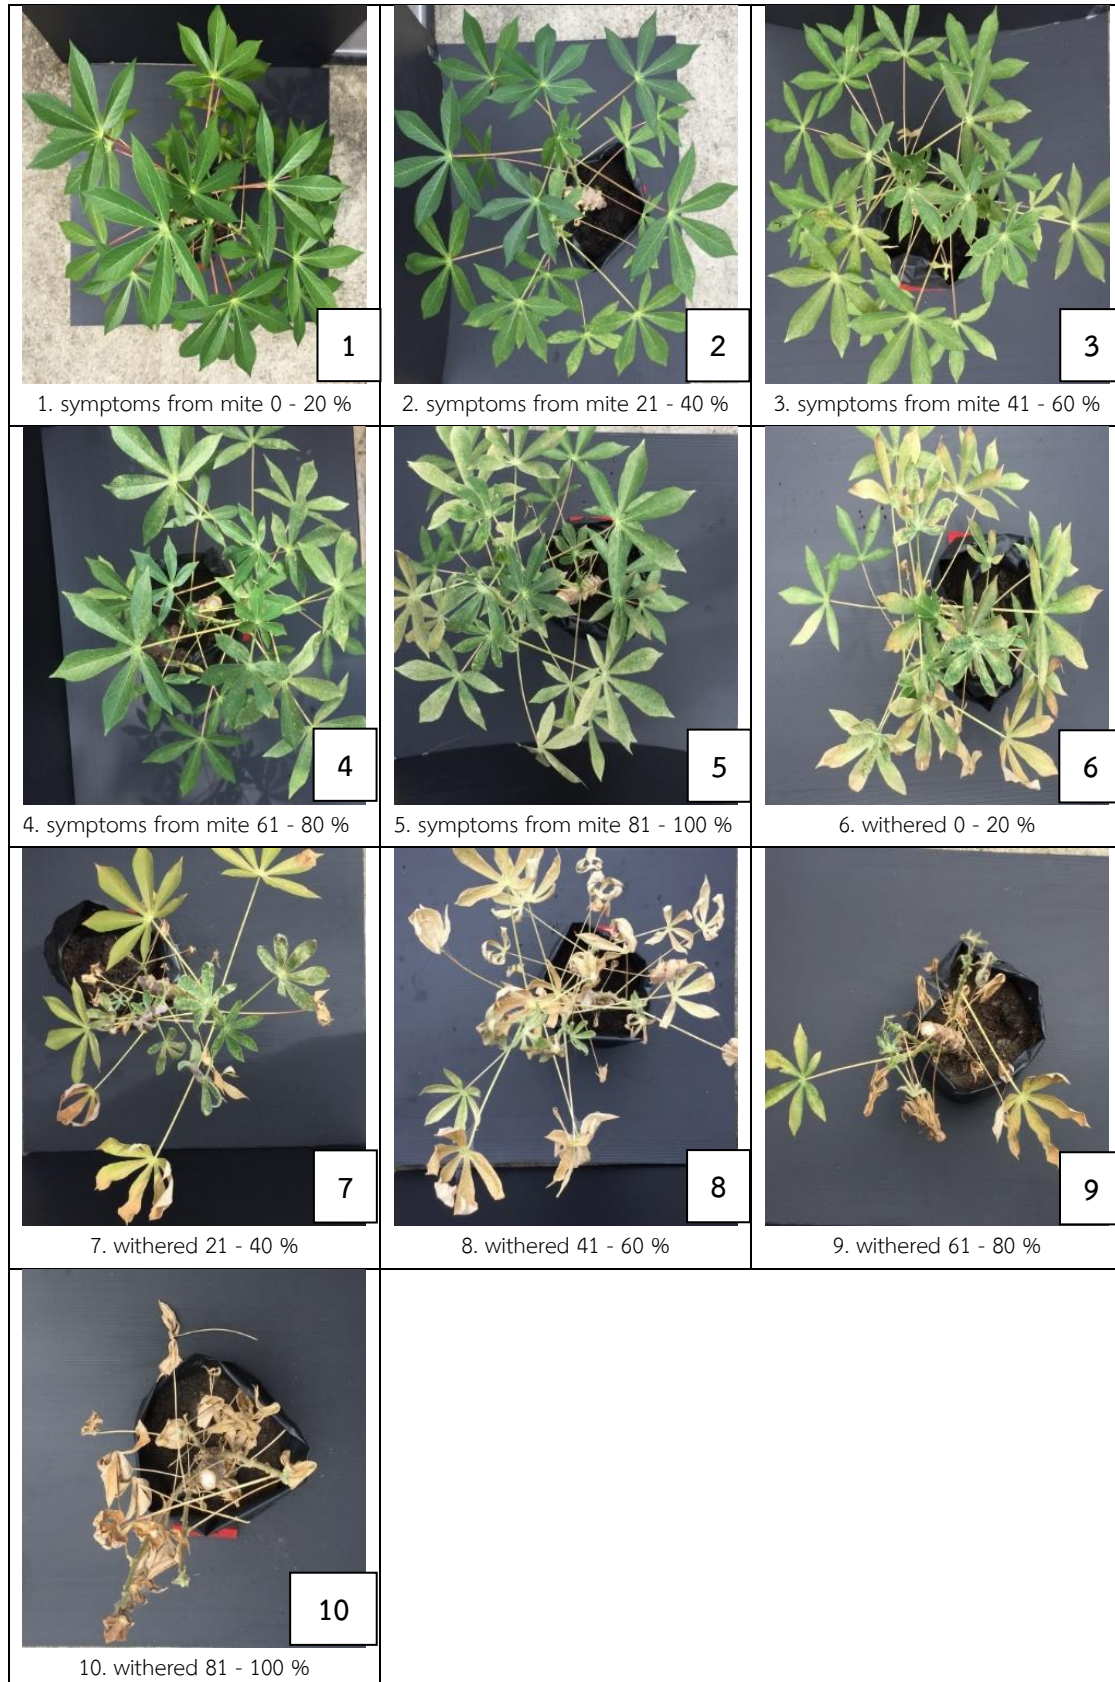 1
2
3
1. symptoms from mite 0 - 20 %
2. symptoms from mite 21 - 40 %
3. symptoms from mite 41 - 60 %
4
5
6
4. symptoms from mite 61 - 80 %
5. symptoms from mite 81 - 100 %
6. withered 0 - 20 %
7
8
9
7. withered 21 - 40 %
8. withered 41 - 60 %
9. withered 61 - 80 %
10
10. withered 81 - 100 %